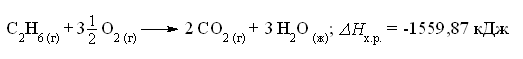 C₂H₆ (г) + 3 1/2 O₂ (г) ⟶ 2 CO₂ (г) + 3 H₂O (ж); ΔHх.р. = -1559,87 кДж